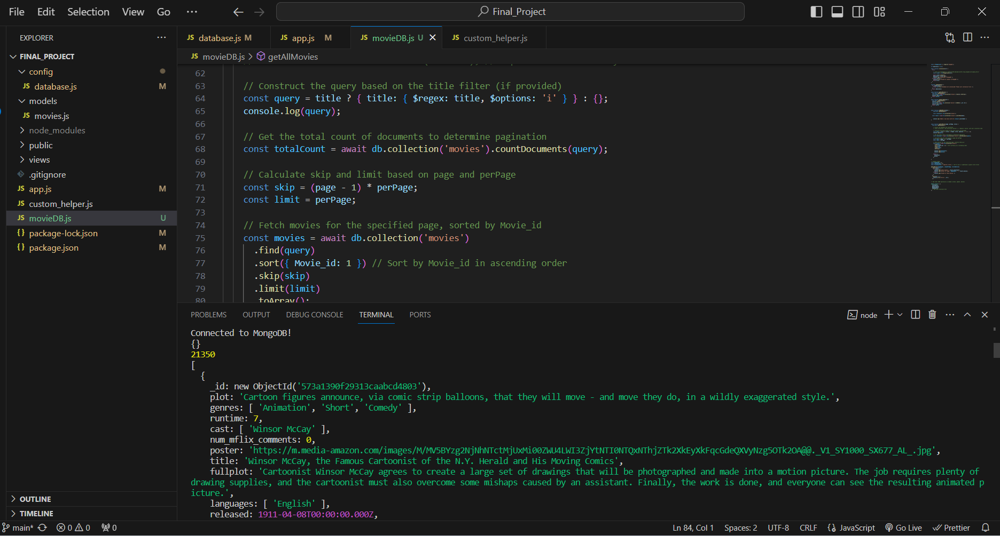 File Edit Selection View Go ··· Final_Project
EXPLORER ···
FINAL_PROJECT
config
JS database.js M
models
JS movies.js
node_modules
public
views
.gitignore
JS app.js M
JS custom_helper.js
JS movieDB.js U
{} package-lock.json M
{} package.json M
OUTLINE
TIMELINE
JS database.js M JS app.js M JS movieDB.js U JS custom_helper.js
JS movieDB.js > getAllMovies
62
63 // Construct the query based on the title filter (if provided)
64 const query = title ? { title: { $regex: title, $options: 'i' } } : {};
65 console.log(query);
66
67 // Get the total count of documents to determine pagination
68 const totalCount = await db.collection('movies').countDocuments(query);
69
70 // Calculate skip and limit based on page and perPage
71 const skip = (page - 1) * perPage;
72 const limit = perPage;
73
74 // Fetch movies for the specified page, sorted by Movie_id
75 const movies = await db.collection('movies')
76 .find(query)
77 .sort({ Movie_id: 1 }) // Sort by Movie_id in ascending order
78 .skip(skip)
79 .limit(limit)
80 .toArray();
PROBLEMS OUTPUT DEBUG CONSOLE TERMINAL PORTS node
Connected to MongoDB!
{}
21350
[
{
_id: new ObjectId('573a1390f29313caabcd4803'),
plot: 'Cartoon figures announce, via comic strip balloons, that they will move - and move they do, in a wildly exaggerated style.',
genres: [ 'Animation', 'Short', 'Comedy' ],
runtime: 7,
cast: [ 'Winsor McCay' ],
num_mflix_comments: 0,
poster: 'https://m.media-amazon.com/images/M/MV5BYzg2NjNhNTctMjUxMi00ZWU4LWI3ZjYtNTI0NTQxNThjZTk2XkEyXkFqcGdeQXVyNzg5OTk2OA@@._V1_SY1000_SX677_AL_.jpg',
title: 'Winsor McCay, the Famous Cartoonist of the N.Y. Herald and His Moving Comics',
fullplot: 'Cartoonist Winsor McCay agrees to create a large set of drawings that will be photographed and made into a motion picture. The job requires plenty of
drawing supplies, and the cartoonist must also overcome some mishaps caused by an assistant. Finally, the work is done, and everyone can see the resulting animated p
icture.',
languages: [ 'English' ],
released: 1911-04-08T00:00:00.000Z,
main* 0 0 0 Ln 84, Col 1 Spaces: 2 UTF-8 CRLF {} JavaScript Go Live Prettier